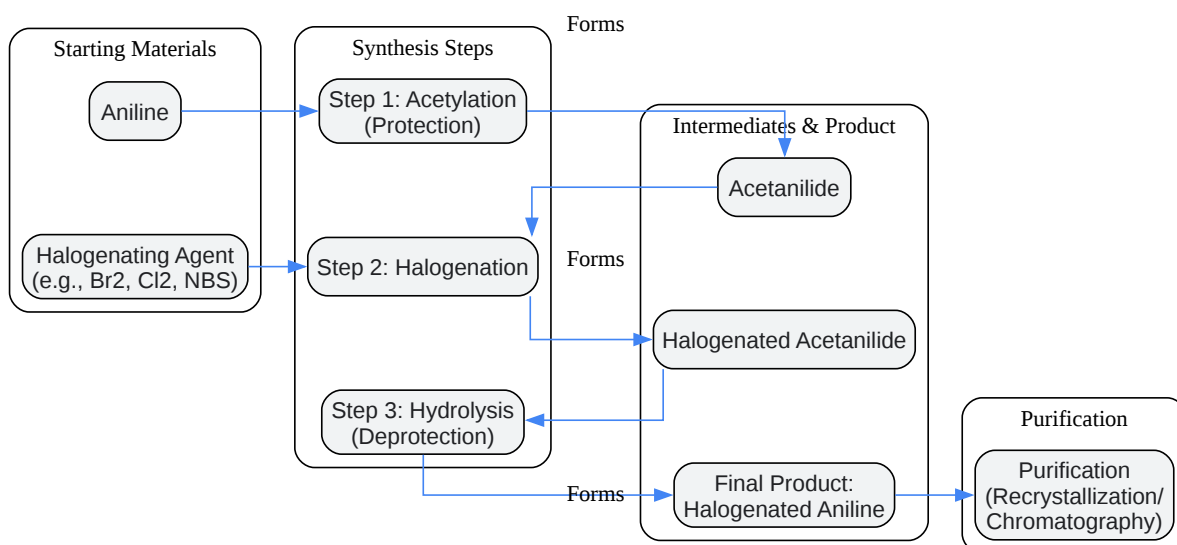 Forms
Starting Materials
Synthesis Steps
Aniline
Step 1: Acetylation
(Protection)
Intermediates & Product
Acetanilide
Halogenating Agent
(e.g., Br2, Cl2, NBS)
Step 2: Halogenation
Forms
Halogenated Acetanilide
Step 3: Hydrolysis
(Deprotection)
Forms
Final Product:
Halogenated Aniline
Purification
Purification
(Recrystallization/
Chromatography)